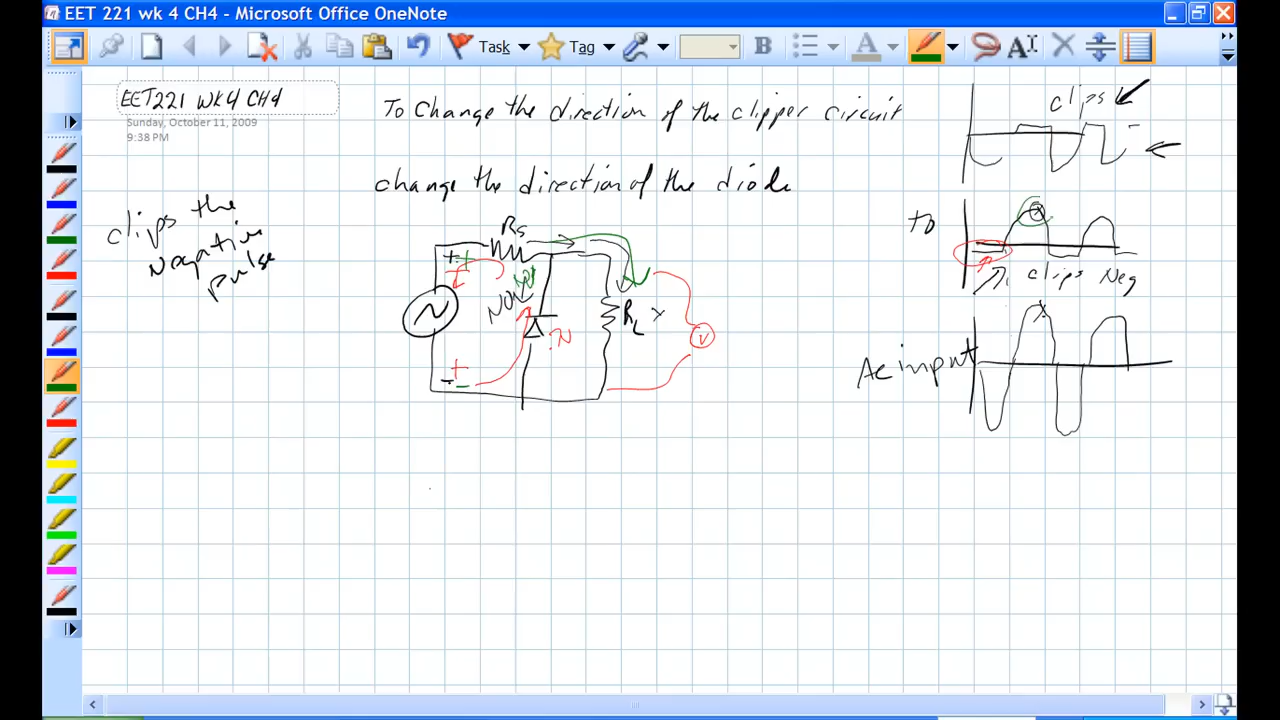 EET 221 wk 4 CH4 - Microsoft Office OneNote
Task
Tag
B
A
EET221 WK4 CH4
Sunday, October 11, 2009
9:38 PM
To Change the direction of the clipper circuit
clips
change the direction of the diode
clips the
Negative
pulse
to
clips Neg
Rs
+ +
NOW
.7V
RL x
V
+
- -
Ac input